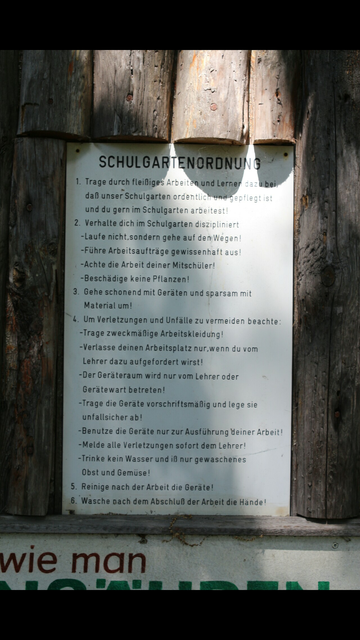 SCHULGARTENORDNUNG
1. Trage durch fleißiges Arbeiten und Lernen dazu bei,
daß unser Schulgarten ordentlich und gepflegt ist
und du gern im Schulgarten arbeitest!
2. Verhalte dich im Schulgarten diszipliniert
-Laufe nicht,sondern gehe auf den Wegen!
-Führe Arbeitsaufträge gewissenhaft aus!
-Achte die Arbeit deiner Mitschüler!
-Beschädige keine Pflanzen!
3. Gehe schonend mit Geräten und sparsam mit
Material um!
4. Um Verletzungen und Unfälle zu vermeiden beachte:
-Trage zweckmäßige Arbeitskleidung!
-Verlasse deinen Arbeitsplatz nur,wenn du vom
Lehrer dazu aufgefordert wirst!
-Der Geräteraum wird nur vom Lehrer oder
Gerätewart betreten!
-Trage die Geräte vorschriftsmäßig und lege sie
unfallsicher ab!
-Benutze die Geräte nur zur Ausführung deiner Arbeit!
-Melde alle Verletzungen sofort dem Lehrer!
-Trinke kein Wasser und iß nur gewaschenes
Obst und Gemüse!
5. Reinige nach der Arbeit die Geräte!
6. Wasche nach dem Abschluß der Arbeit die Hände!
wie man